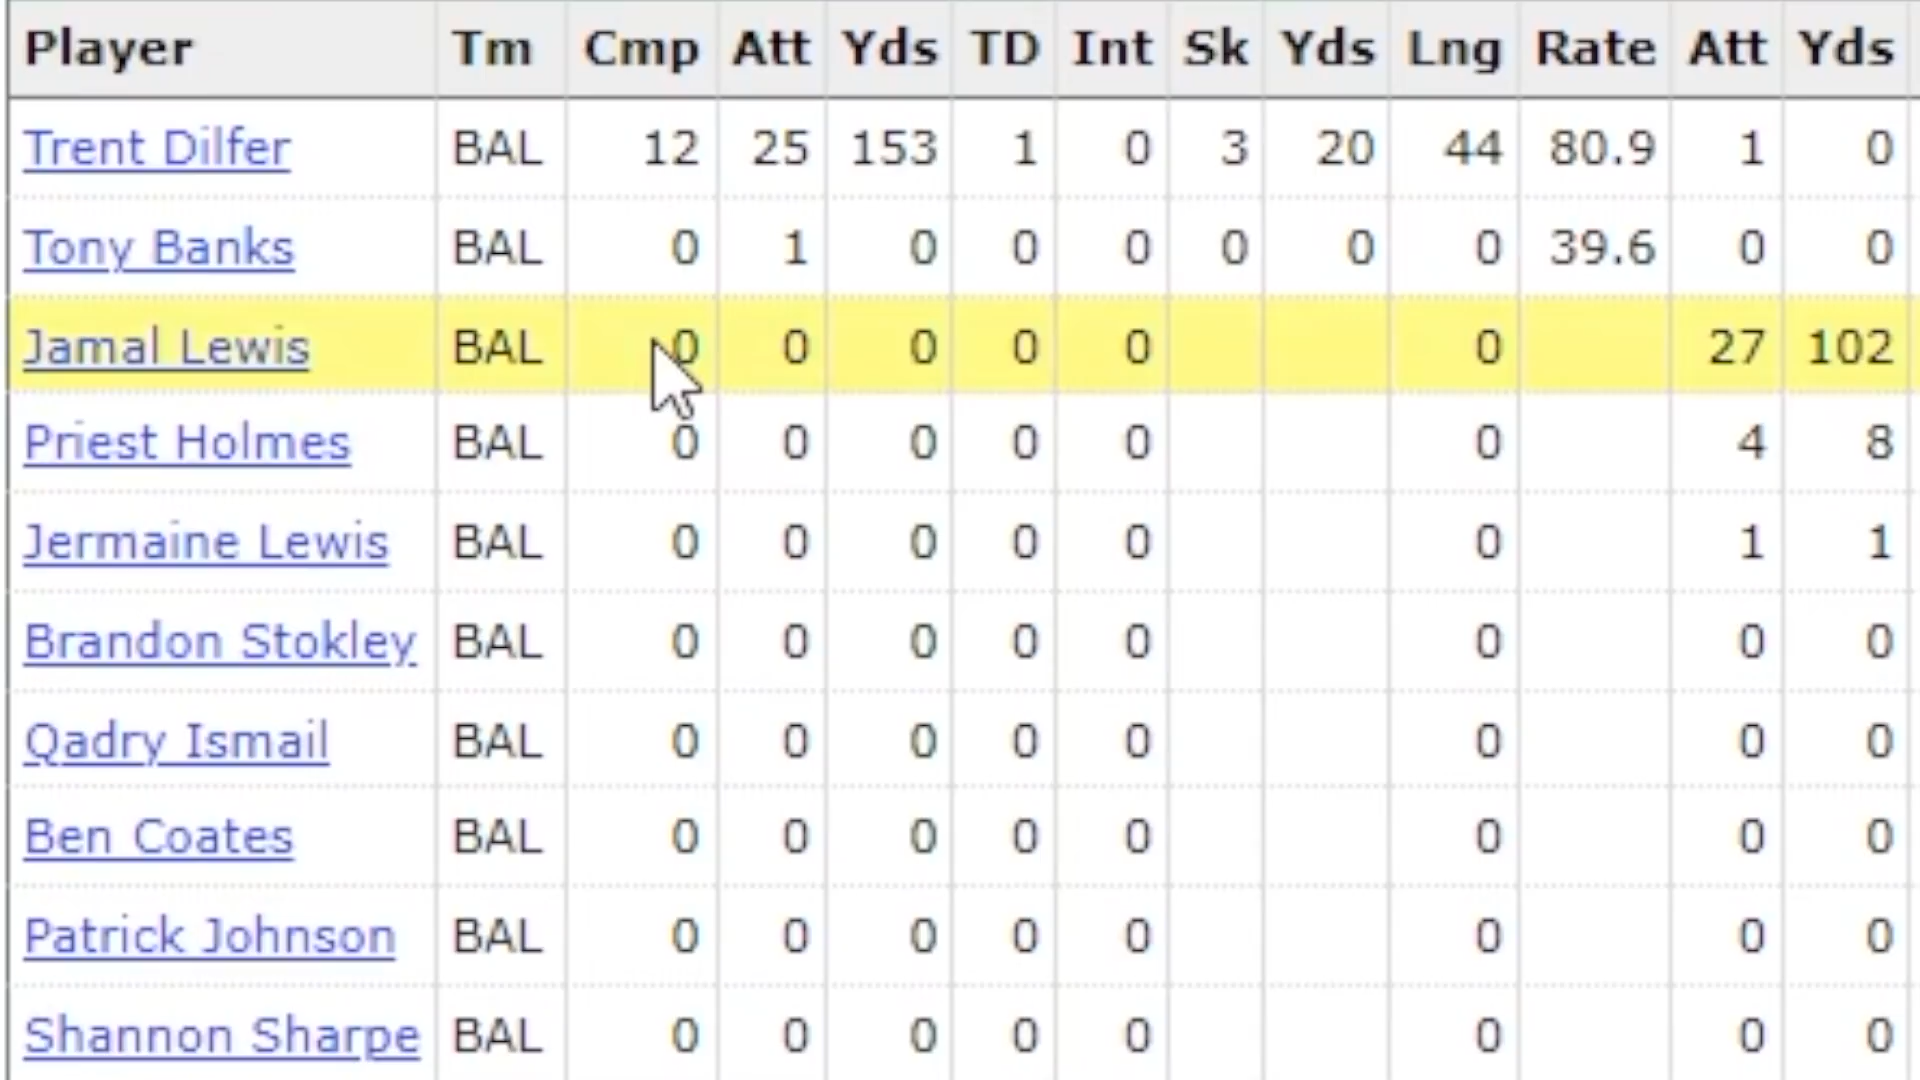 Player Tm Cmp Att Yds TD Int Sk Yds Lng Rate Att Yds
Trent Dilfer BAL 12 25 153 1 0 3 20 44 80.9 1 0
Tony Banks BAL 0 1 0 0 0 0 0 0 39.6 0 0
Jamal Lewis BAL 0 0 0 0 0 0 27 102
Priest Holmes BAL 0 0 0 0 0 0 4 8
Jermaine Lewis BAL 0 0 0 0 0 0 1 1
Brandon Stokley BAL 0 0 0 0 0 0 0 0
Qadry Ismail BAL 0 0 0 0 0 0 0 0
Ben Coates BAL 0 0 0 0 0 0 0 0
Patrick Johnson BAL 0 0 0 0 0 0 0 0
Shannon Sharpe BAL 0 0 0 0 0 0 0 0